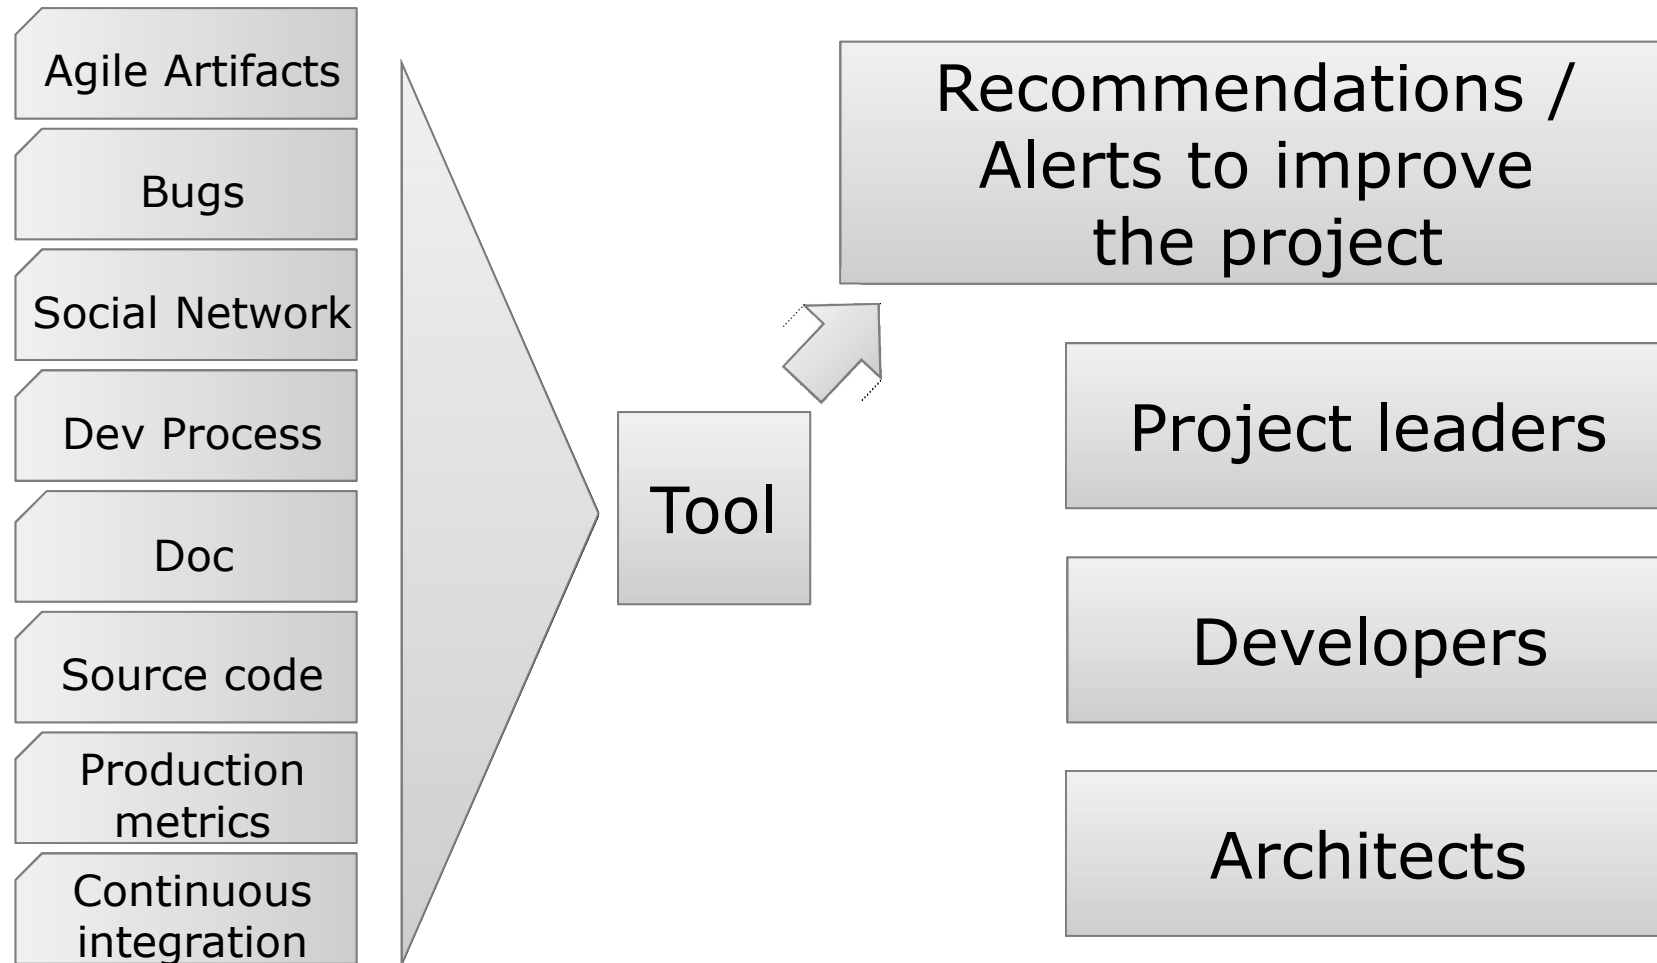 Agile Artifacts
Bugs
Social Network
Dev Process
Doc
Source code
Production
metrics
Continuous
integration
Tool
Recommendations /
Alerts to improve
the project
Project leaders
Developers
Architects